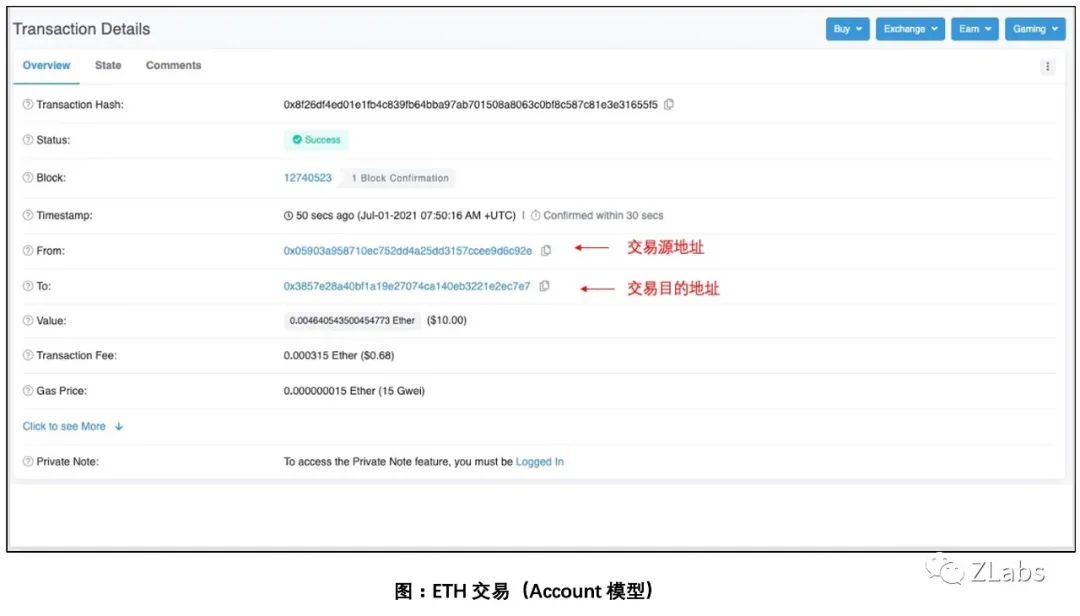 Transaction Details
Buy Exchange Earn Gaming
Overview State Comments
Transaction Hash: 0x8f26df4ed01e1fb4c839fb64bba97ab701508a8063c0bf8c587c81e3e31655f5
Status: Success
Block: 12740523 1 Block Confirmation
Timestamp: 50 secs ago (Jul-01-2021 07:50:16 AM +UTC) | Confirmed within 30 secs
From: 0x05903a958710ec752dd4a25dd3157ccee9d6c92e 交易源地址
To: 0x3857e28a40bf1a19e27074ca140eb3221e2ec7e7 交易目的地址
Value: 0.004640543500454773 Ether ($10.00)
Transaction Fee: 0.000315 Ether ($0.68)
Gas Price: 0.000000015 Ether (15 Gwei)
Click to see More
Private Note: To access the Private Note feature, you must be Logged In
ZLabs
图：ETH 交易（Account 模型）